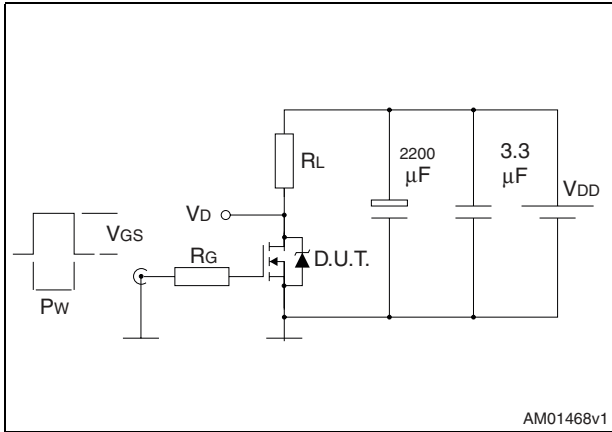 RL
2200
μF
3.3
μF
VDD
VD
VGS
RG
D.U.T.
PW
AM01468v1